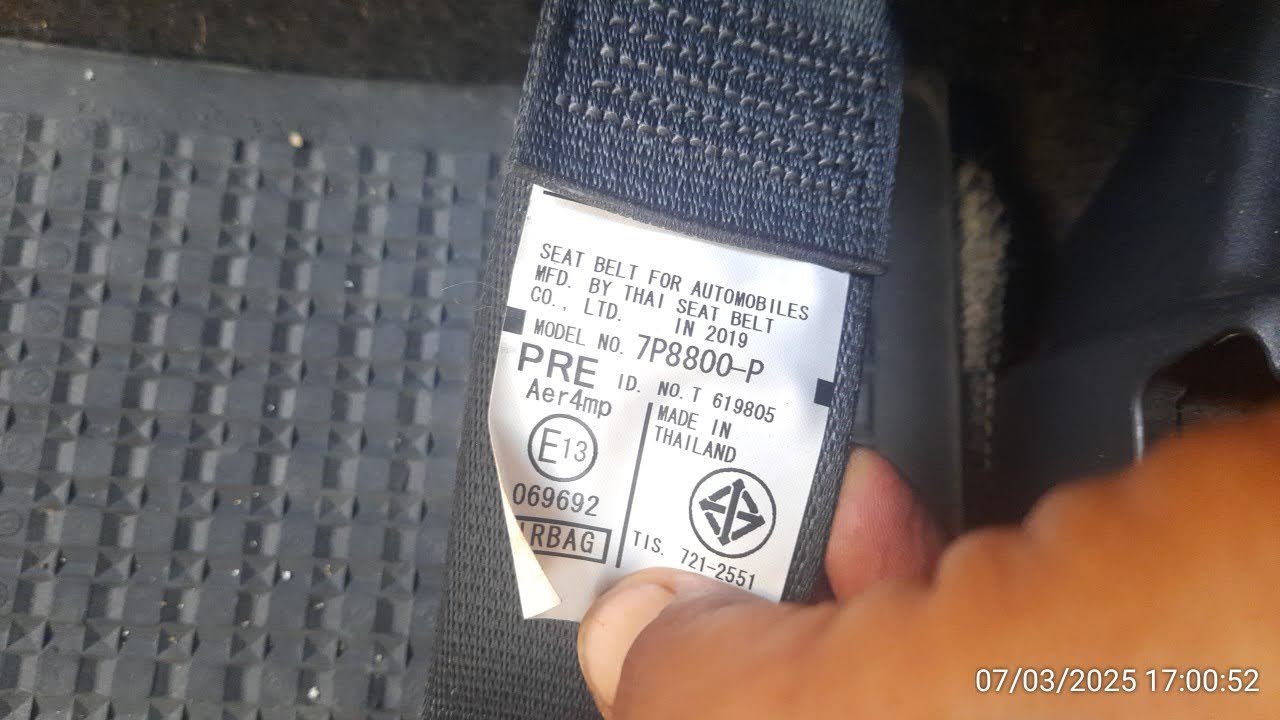 SEAT BELT FOR AUTOMOBILES
MFD. BY THAI SEAT BELT
CO., LTD. IN 2019
MODEL NO. 7P8800-P
PRE ID. NO. T 619805
Aer4mp
MADE IN
THAILAND
E13
069692
RBAG
TIS. 721-2551
07/03/2025 17:00:52